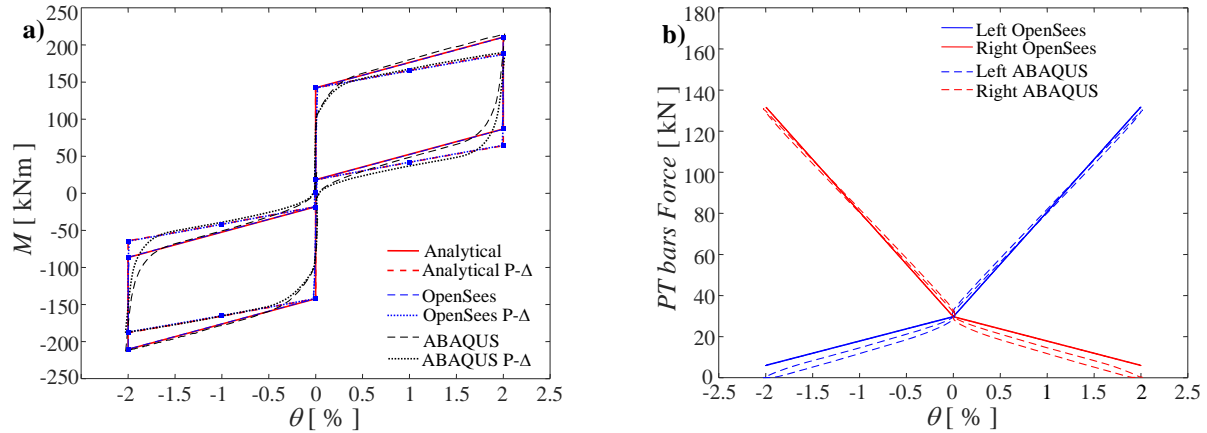 a)
250
200
150
100
50
0
-50
-100
-150
-200
-250
M [ kNm ]
-2 -1.5 -1 -0.5 0 0.5 1 1.5 2 2.5
θ [ % ]
Analytical
Analytical P-Δ
OpenSees
OpenSees P-Δ
ABAQUS
ABAQUS P-Δ
b)
180
160
140
120
100
80
60
40
20
0
PT bars Force [ kN ]
-2.5 -2 -1.5 -1 -0.5 0 0.5 1 1.5 2 2.5
θ [ % ]
Left OpenSees
Right OpenSees
Left ABAQUS
Right ABAQUS